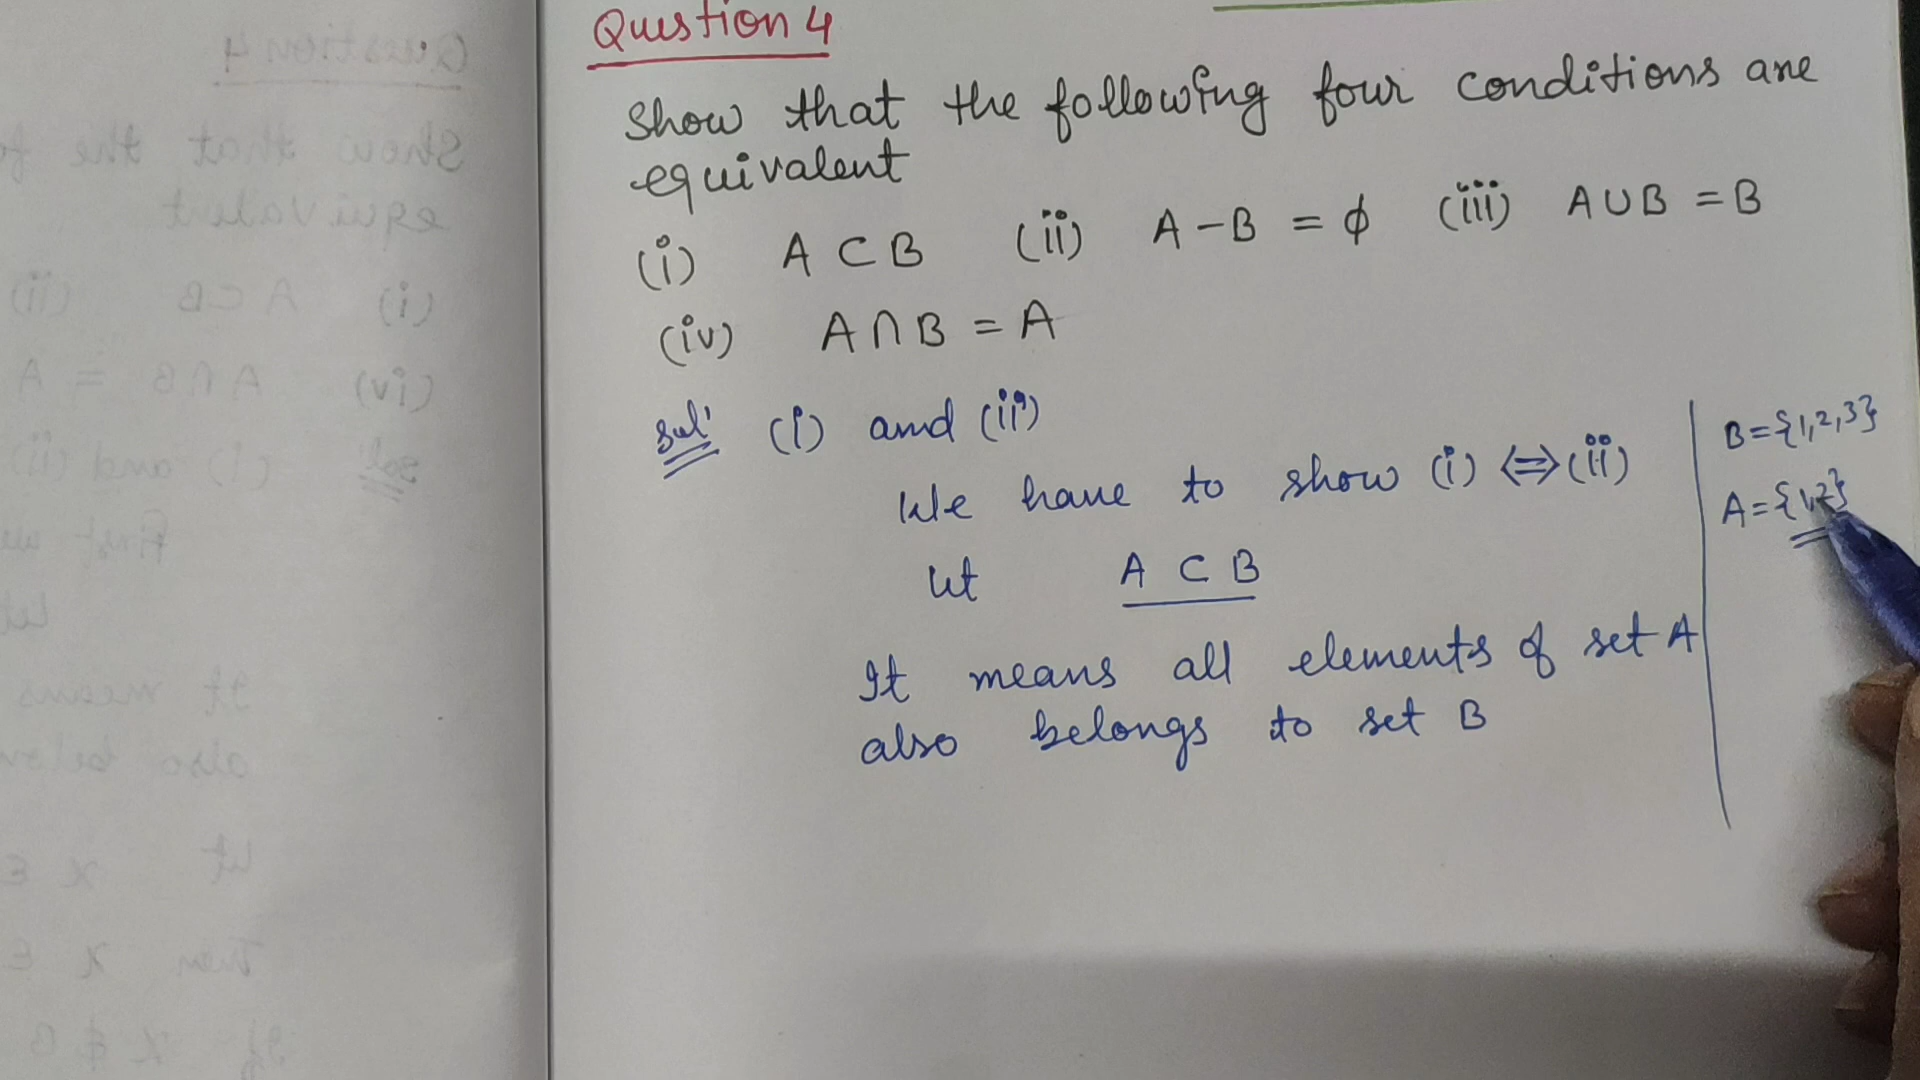 Question 4
Show that the following four conditions are
equivalent
(i) A ⊂ B (ii) A - B = ϕ (iii) A ∪ B = B
(iv) A ∩ B = A
sol' (i) and (ii)
We have to show (i) ⟺ (ii)
let A ⊂ B
It means all elements of set A
also belongs to set B
B = {1,2,3}
A = {1,2}